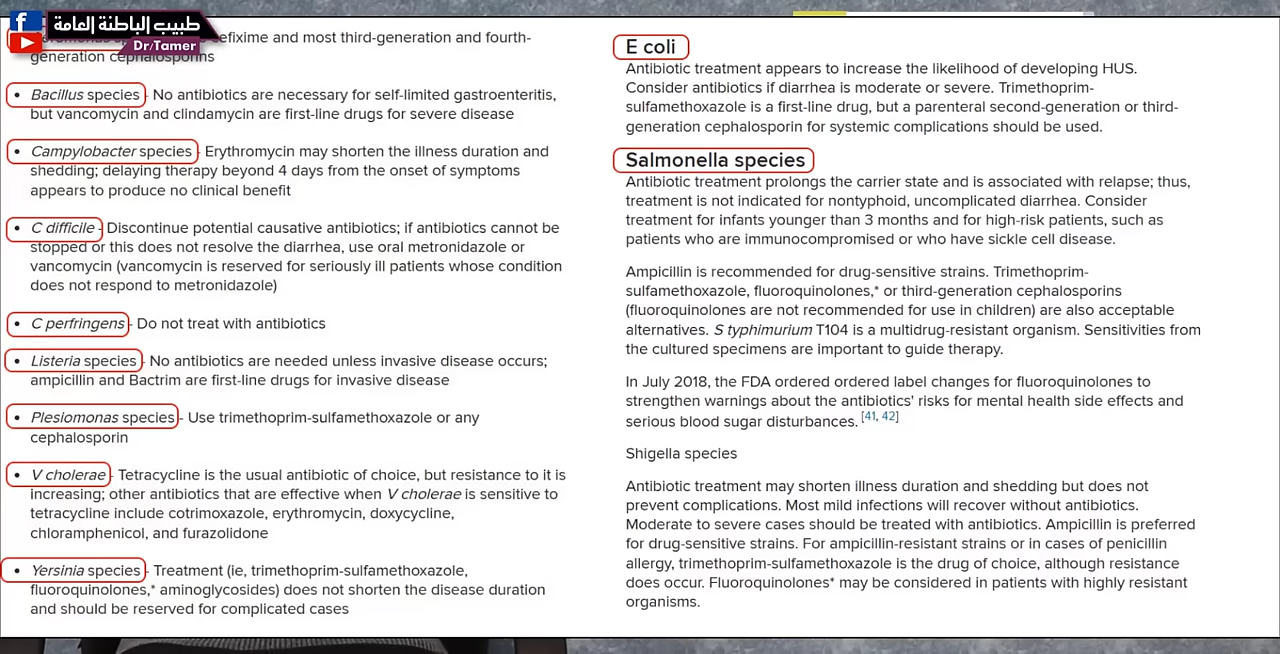 طبيب الباطنة العامة
Dr/Tamer
efixime and most third-generation and fourth-
generation cephalosporins
• Bacillus species - No antibiotics are necessary for self-limited gastroenteritis,
but vancomycin and clindamycin are first-line drugs for severe disease
• Campylobacter species - Erythromycin may shorten the illness duration and
shedding; delaying therapy beyond 4 days from the onset of symptoms
appears to produce no clinical benefit
• C difficile - Discontinue potential causative antibiotics; if antibiotics cannot be
stopped or this does not resolve the diarrhea, use oral metronidazole or
vancomycin (vancomycin is reserved for seriously ill patients whose condition
does not respond to metronidazole)
• C perfringens - Do not treat with antibiotics
• Listeria species - No antibiotics are needed unless invasive disease occurs;
ampicillin and Bactrim are first-line drugs for invasive disease
• Plesiomonas species - Use trimethoprim-sulfamethoxazole or any
cephalosporin
• V cholerae - Tetracycline is the usual antibiotic of choice, but resistance to it is
increasing; other antibiotics that are effective when V cholerae is sensitive to
tetracycline include cotrimoxazole, erythromycin, doxycycline,
chloramphenicol, and furazolidone
• Yersinia species - Treatment (ie, trimethoprim-sulfamethoxazole,
fluoroquinolones,* aminoglycosides) does not shorten the disease duration
and should be reserved for complicated cases
E coli
Antibiotic treatment appears to increase the likelihood of developing HUS.
Consider antibiotics if diarrhea is moderate or severe. Trimethoprim-
sulfamethoxazole is a first-line drug, but a parenteral second-generation or third-
generation cephalosporin for systemic complications should be used.
Salmonella species
Antibiotic treatment prolongs the carrier state and is associated with relapse; thus,
treatment is not indicated for nontyphoid, uncomplicated diarrhea. Consider
treatment for infants younger than 3 months and for high-risk patients, such as
patients who are immunocompromised or who have sickle cell disease.
Ampicillin is recommended for drug-sensitive strains. Trimethoprim-
sulfamethoxazole, fluoroquinolones,* or third-generation cephalosporins
(fluoroquinolones are not recommended for use in children) are also acceptable
alternatives. S typhimurium T104 is a multidrug-resistant organism. Sensitivities from
the cultured specimens are important to guide therapy.
In July 2018, the FDA ordered ordered label changes for fluoroquinolones to
strengthen warnings about the antibiotics' risks for mental health side effects and
serious blood sugar disturbances. [41, 42]
Shigella species
Antibiotic treatment may shorten illness duration and shedding but does not
prevent complications. Most mild infections will recover without antibiotics.
Moderate to severe cases should be treated with antibiotics. Ampicillin is preferred
for drug-sensitive strains. For ampicillin-resistant strains or in cases of penicillin
allergy, trimethoprim-sulfamethoxazole is the drug of choice, although resistance
does occur. Fluoroquinolones* may be considered in patients with highly resistant
organisms.